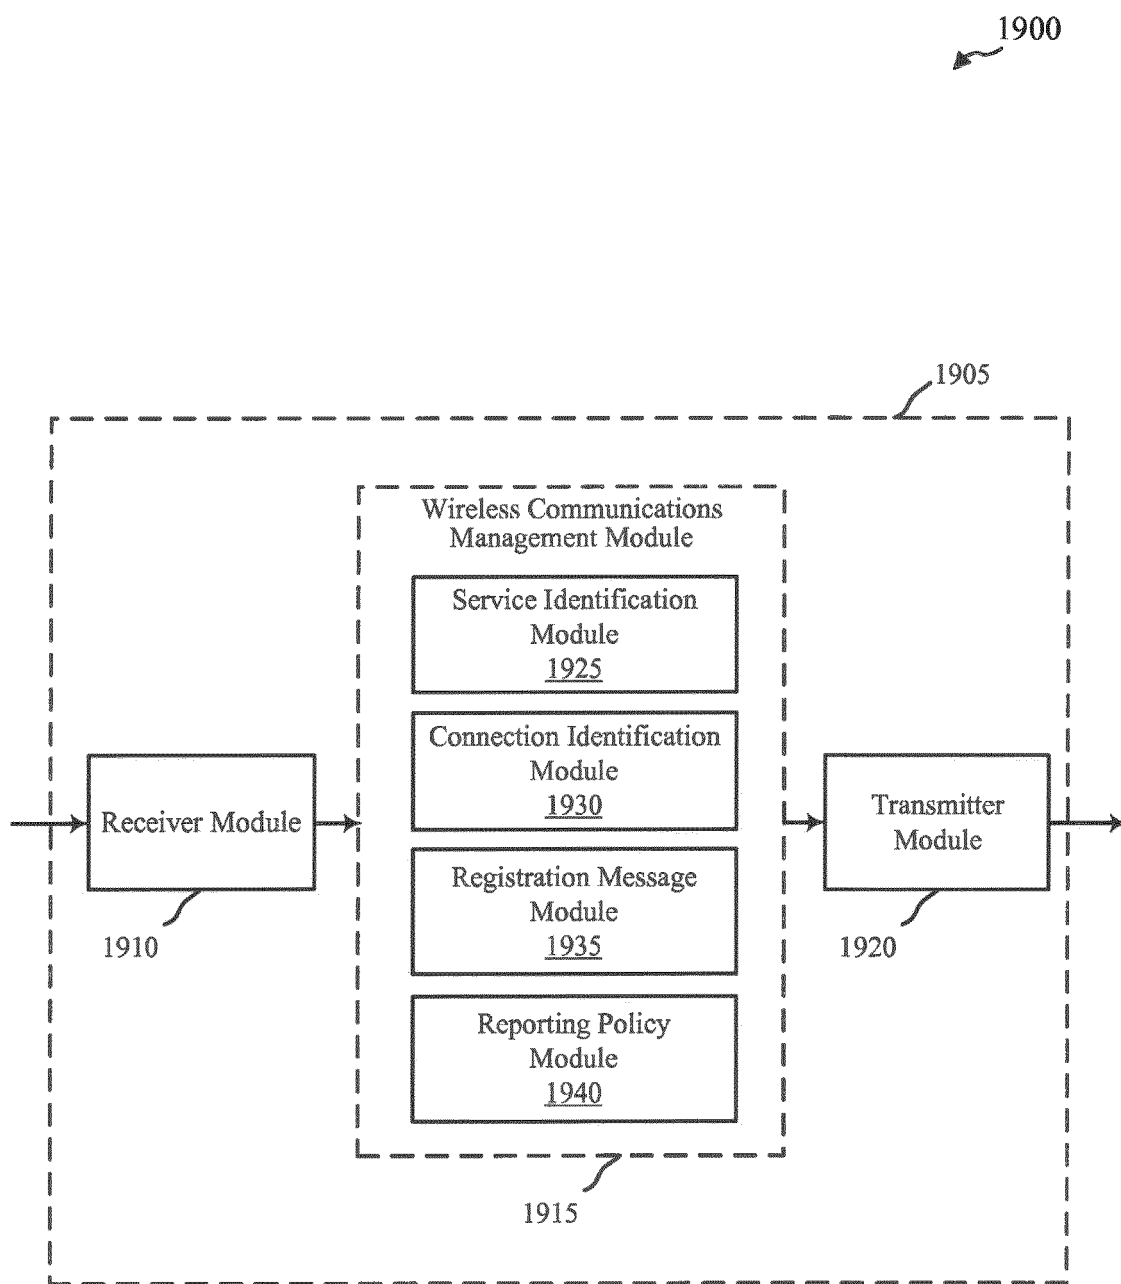 1900
1905
Wireless Communications
Management Module
Service Identification
Module
1925
Connection Identification
Module
1930
Receiver Module
Transmitter
Module
Registration Message
Module
1935
1910
1920
Reporting Policy
Module
1940
1915